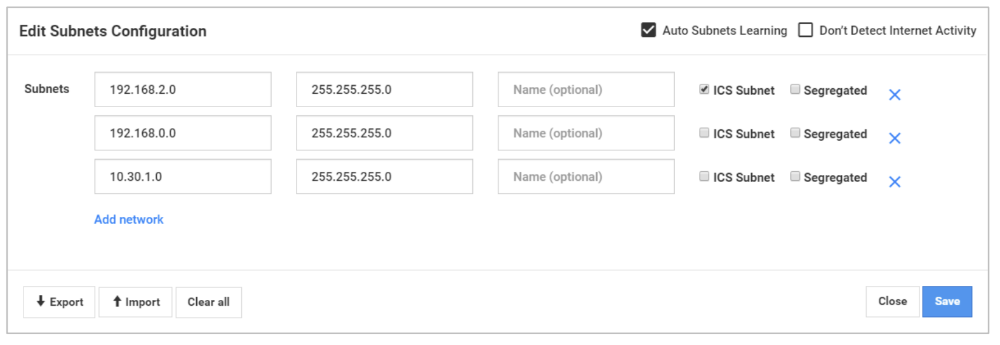 Edit Subnets Configuration Auto Subnets Learning Don't Detect Internet Activity
Subnets 192.168.2.0 255.255.255.0 Name (optional) ICS Subnet Segregated
192.168.0.0 255.255.255.0 Name (optional) ICS Subnet Segregated
10.30.1.0 255.255.255.0 Name (optional) ICS Subnet Segregated
Add network
Export Import Clear all Close Save